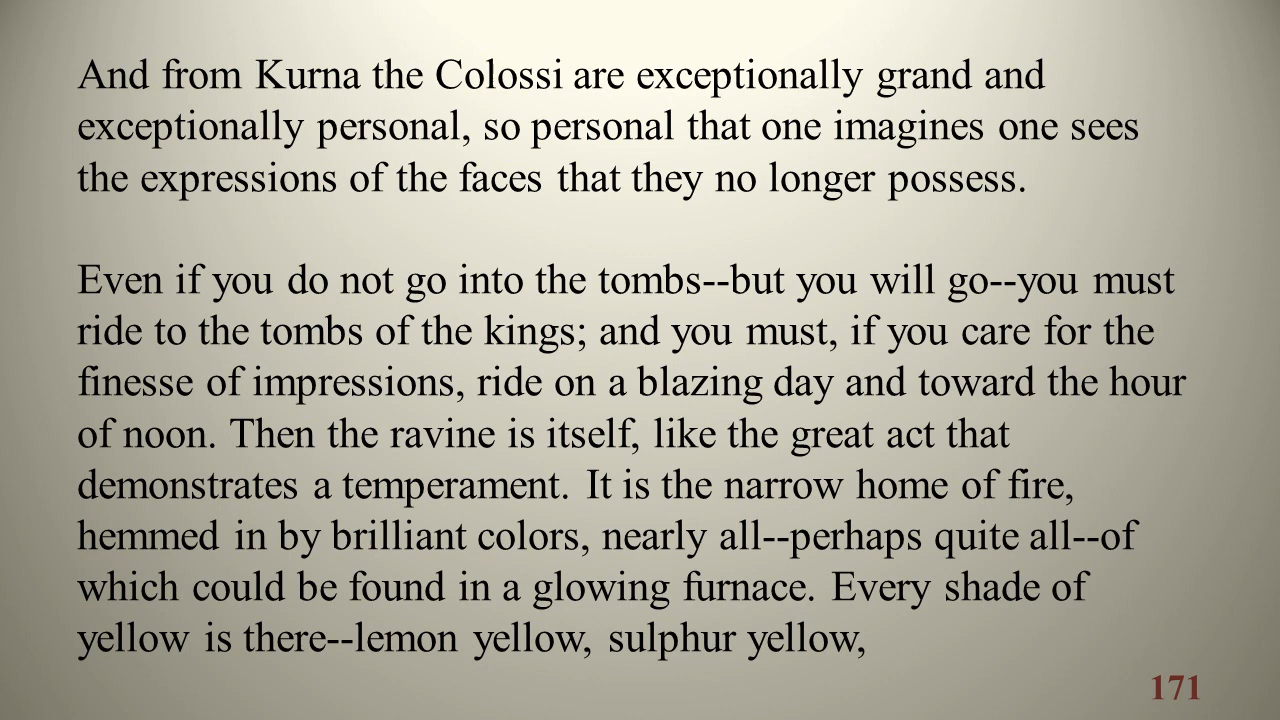 And from Kurna the Colossi are exceptionally grand and
exceptionally personal, so personal that one imagines one sees
the expressions of the faces that they no longer possess.
Even if you do not go into the tombs--but you will go--you must
ride to the tombs of the kings; and you must, if you care for the
finesse of impressions, ride on a blazing day and toward the hour
of noon. Then the ravine is itself, like the great act that
demonstrates a temperament. It is the narrow home of fire,
hemmed in by brilliant colors, nearly all--perhaps quite all--of
which could be found in a glowing furnace. Every shade of
yellow is there--lemon yellow, sulphur yellow,
171